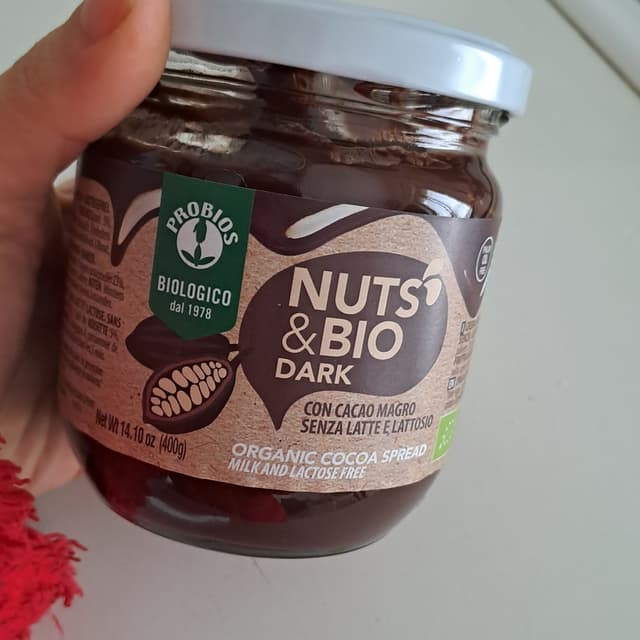 PROBIOS
BIOLOGICO
dal 1978
NUTS
&BIO
DARK
CON CACAO MAGRO
SENZA LATTE E LATTOSIO
ORGANIC COCOA SPREAD
MILK AND LACTOSE FREE
Net Wt 14.10 oz (400g)